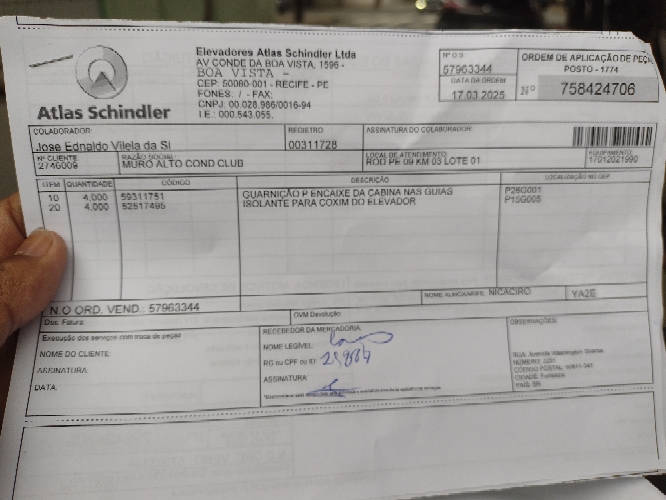 Elevadores Atlas Schindler Ltda
AV CONDE DA BOA VISTA, 1596 -
BOA VISTA -
CEP: 50060-001 - RECIFE - PE
FONES: / - FAX:
CNPJ: 00.028.986/0016-94
I.E.: 000.543.055.
Atlas Schindler
Nº O.S.
57963344
DATA DA ORDEM
17.03.2025
ORDEM DE APLICAÇÃO DE PEÇA
POSTO - 1774
Nº 758424706
COLABORADOR:
Jose Ednaldo Vilela da Si
REGISTRO
00311728
ASSINATURA DO COLABORADOR:
Nº CLIENTE:
2746009
RAZÃO SOCIAL:
MURO ALTO COND CLUB
LOCAL DE ATENDIMENTO:
ROD PE 09 KM 03 LOTE 01
EQUIPAMENTO:
17012021990
ITEM QUANTIDADE CÓDIGO DESCRIÇÃO LOCALIZAÇÃO NO DEP.
10 4,000 59311751 GUARNIÇÃO P ENCAIXE DA CABINA NAS GUIAS P26G001
20 4,000 52517495 ISOLANTE PARA COXIM DO ELEVADOR P15G005
NOME ALMOXARIFE: NICACIRO YA2E
N.O ORD. VEND.: 57963344
Doc. Fatura:
OVM Devolução:
Execução dos serviços com troca de peças
NOME DO CLIENTE:
ASSINATURA:
DATA:
RECEBEDOR DA MERCADORIA
NOME LEGÍVEL:
RG ou CPF ou ID:
ASSINATURA:
OBSERVAÇÕES:
RUA: Avenida Washington Soares